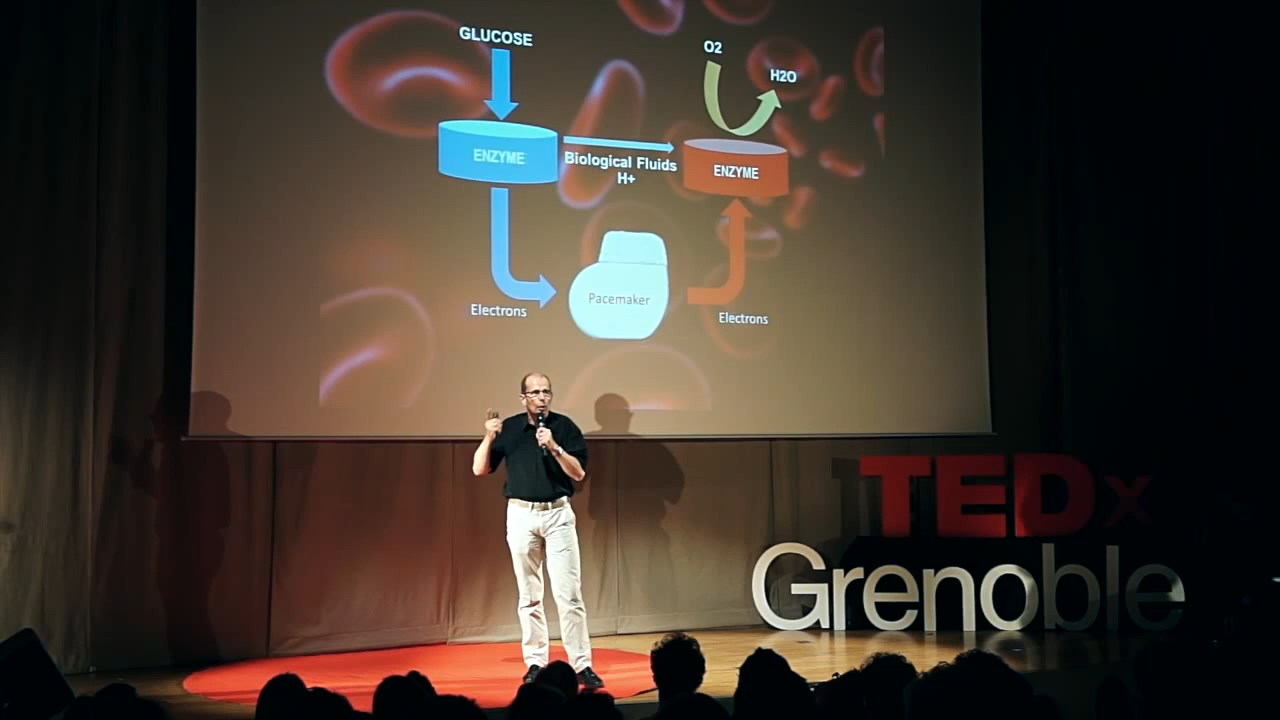 GLUCOSE
O2
H2O
ENZYME
Biological Fluids
H+
ENZYME
Pacemaker
Electrons
Electrons
TEDx
Grenoble